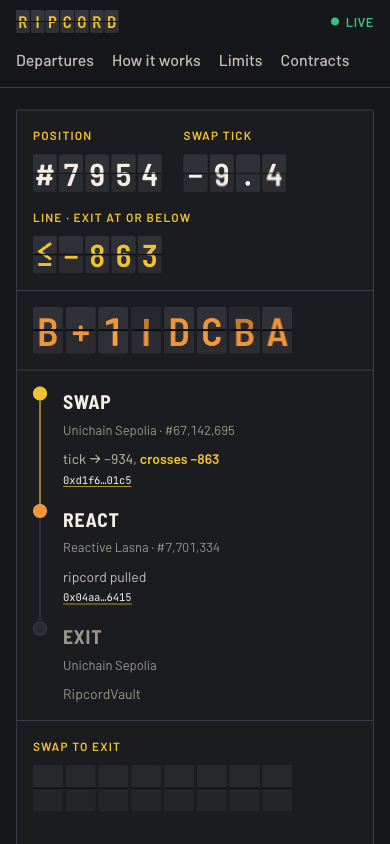 RIPCORD
LIVE
Departures How it works Limits Contracts
POSITION SWAP TICK
#7954 −9.4
LINE · EXIT AT OR BELOW
≤−863
SWAP
Unichain Sepolia · #67,142,695
tick → −934, crosses −863
0xd1f6…01c5
REACT
Reactive Lasna · #7,701,334
ripcord pulled
0x04aa…6415
EXIT
Unichain Sepolia
RipcordVault
SWAP TO EXIT